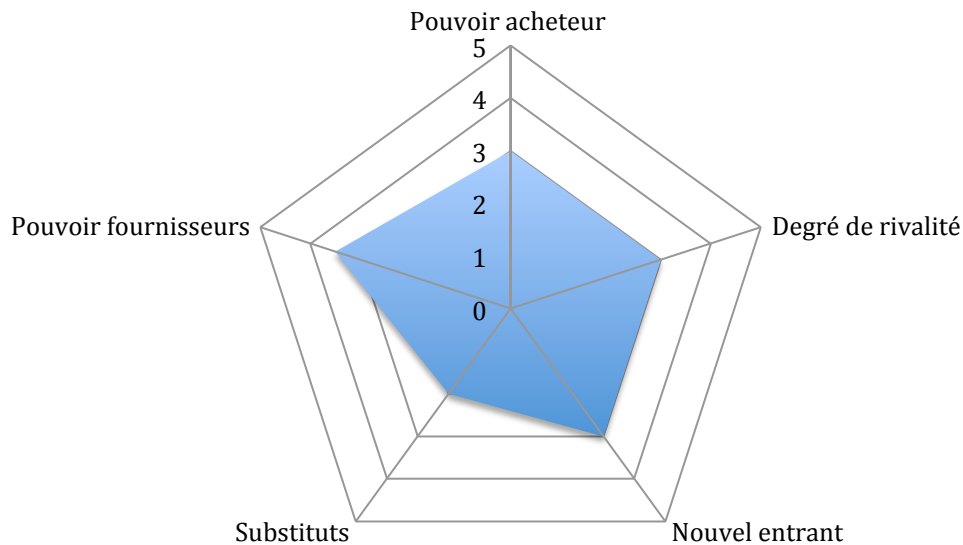 Pouvoir acheteur
5
4
3
2
1
0
Pouvoir fournisseurs
Degré de rivalité
Substituts
Nouvel entrant